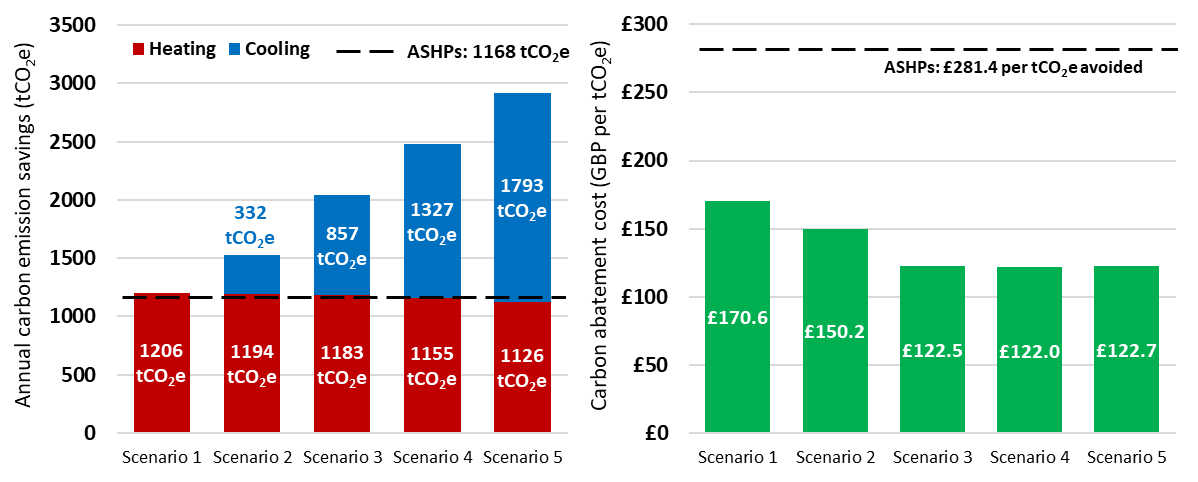 Annual carbon emission savings (tCO₂e)
3500
3000
2500
2000
1500
1000
500
0
Heating Cooling ASHPs: 1168 tCO₂e
332
tCO₂e
857
tCO₂e
1327
tCO₂e
1793
tCO₂e
1206
tCO₂e
1194
tCO₂e
1183
tCO₂e
1155
tCO₂e
1126
tCO₂e
Scenario 1 Scenario 2 Scenario 3 Scenario 4 Scenario 5
Carbon abatement cost (GBP per tCO₂e)
£300
£250
£200
£150
£100
£50
£0
ASHPs: £281.4 per tCO₂e avoided
£170.6
£150.2
£122.5
£122.0
£122.7
Scenario 1 Scenario 2 Scenario 3 Scenario 4 Scenario 5